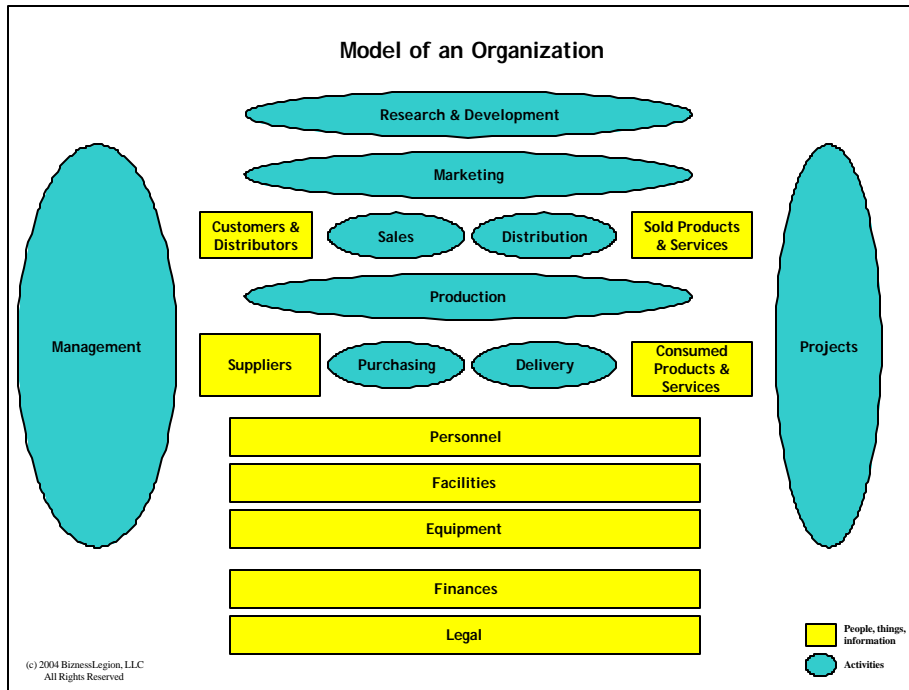 Model of an Organization
Research & Development
Marketing
Customers &
Distributors
Sales
Distribution
Sold Products
& Services
Production
Management
Suppliers
Purchasing
Delivery
Consumed
Products &
Services
Projects
Personnel
Facilities
Equipment
Finances
Legal
People, things,
information
Activities
(c) 2004 BiznessLegion, LLC
All Rights Reserved